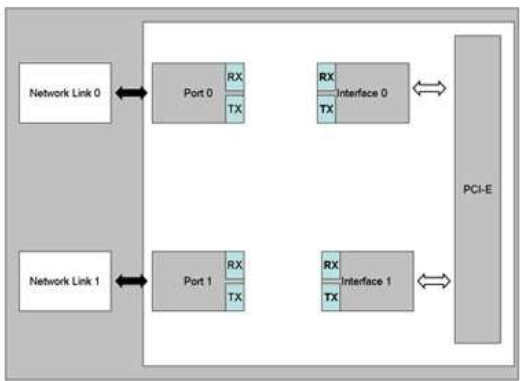 Network Link 0
Port 0
RX
TX
RX
TX
Interface 0
PCI-E
Network Link 1
Port 1
RX
TX
RX
TX
Interface 1